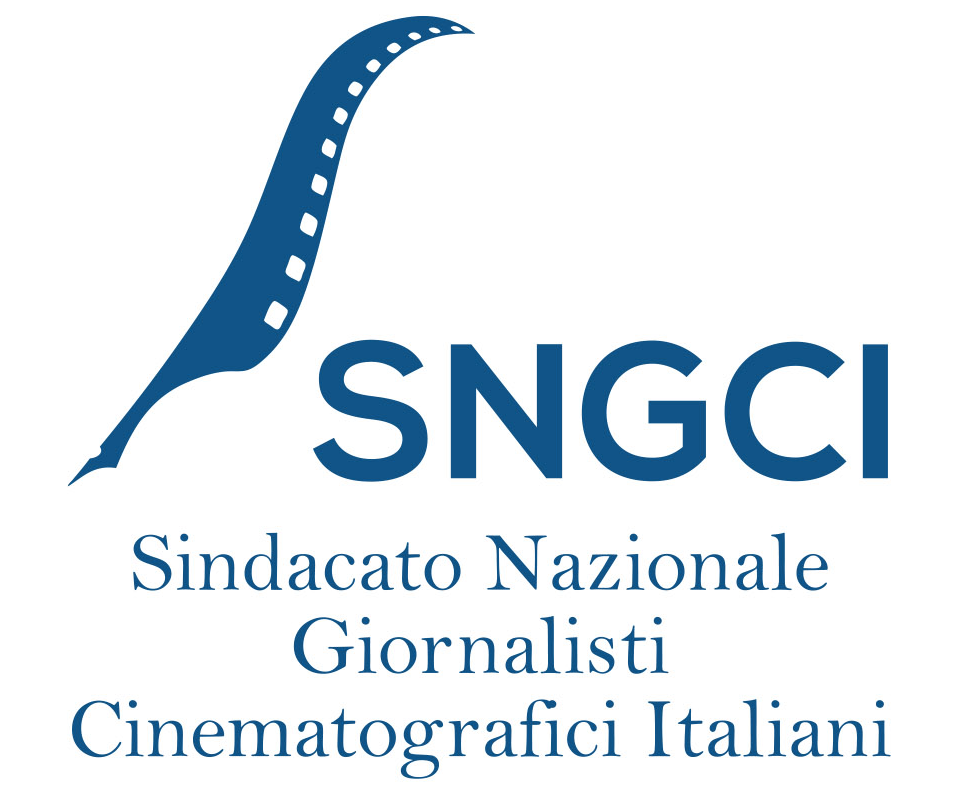 SNGCI
Sindacato Nazionale
Giornalisti
Cinematografici Italiani